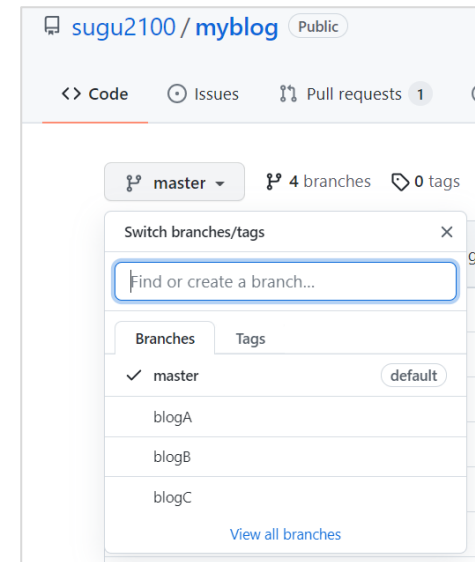 sugu2100 / myblog Public
<> Code Issues Pull requests 1
master 4 branches 0 tags
Switch branches/tags
Find or create a branch...
Branches Tags
master default
blogA
blogB
blogC
View all branches